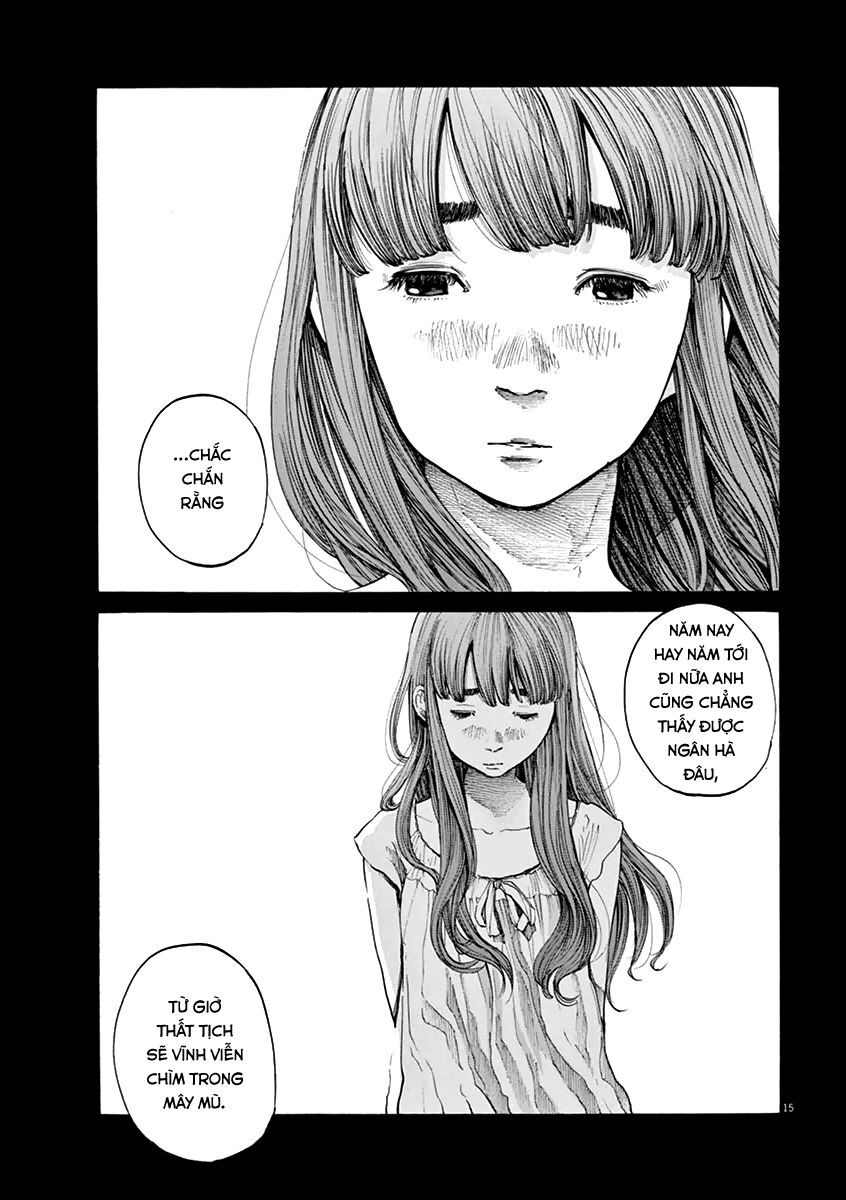 ...CHẮC
CHẮN
RẰNG
NĂM NAY
HAY NĂM TỚI
ĐI NỮA ANH
CŨNG CHẲNG
THẤY ĐƯỢC
NGÂN HÀ
ĐÂU,
TỪ GIỜ
THẤT TỊCH
SẼ VĨNH VIỄN
CHÌM TRONG
MÂY MÙ.
15